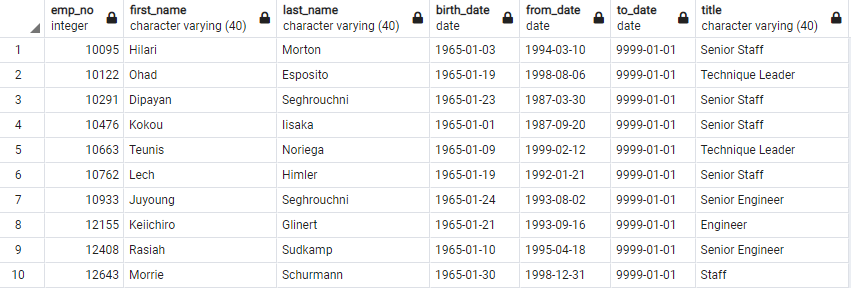 emp_no first_name last_name birth_date from_date to_date title
integer character varying (40) character varying (40) date date date character varying (40)
1 10095 Hilari Morton 1965-01-03 1994-03-10 9999-01-01 Senior Staff
2 10122 Ohad Esposito 1965-01-19 1998-08-06 9999-01-01 Technique Leader
3 10291 Dipayan Seghrouchni 1965-01-23 1987-03-30 9999-01-01 Senior Staff
4 10476 Kokou Iisaka 1965-01-01 1987-09-20 9999-01-01 Senior Staff
5 10663 Teunis Noriega 1965-01-09 1999-02-12 9999-01-01 Technique Leader
6 10762 Lech Himler 1965-01-19 1992-01-21 9999-01-01 Senior Staff
7 10933 Juyoung Seghrouchni 1965-01-24 1993-08-02 9999-01-01 Senior Engineer
8 12155 Keiichiro Glinert 1965-01-21 1993-09-16 9999-01-01 Engineer
9 12408 Rasiah Sudkamp 1965-01-10 1995-04-18 9999-01-01 Senior Engineer
10 12643 Morrie Schurmann 1965-01-30 1998-12-31 9999-01-01 Staff